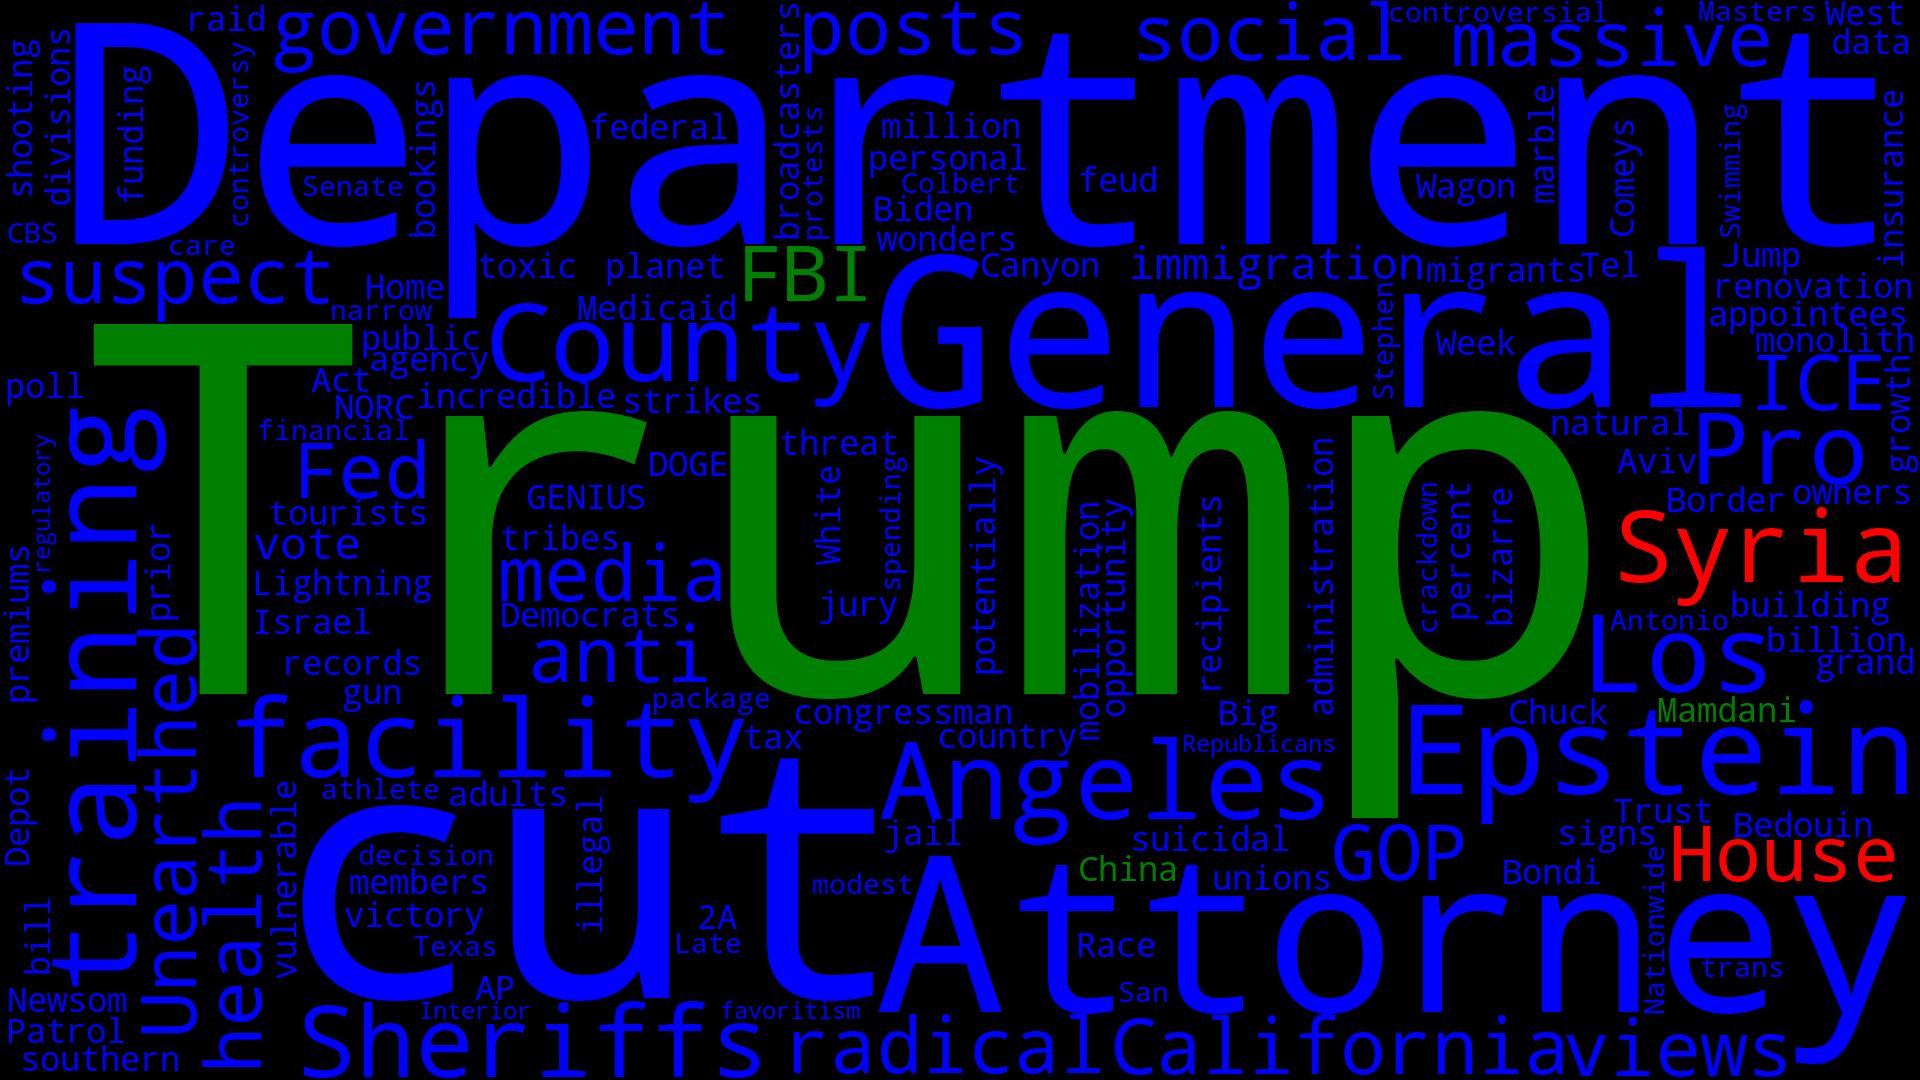 raid
government
posts
social
controversial
massive
Masters
West
data
shooting
divisions
funding
controversy
Department
Senate
bookings
federal
broadcasters
protests
million
personal
Colbert
Biden
wonders
feud
Wagon
marble
Comeys
Swimming
insurance
CBS
care
suspect
Home
narrow
toxic
planet
FBI
Medicaid
Canyon
immigration
migrants
Tel
Jump
renovation
appointees
monolith
public
agency
County
General
Stephen
Week
ICE
growth
poll
Act
NORC
incredible
strikes
financial
Trump
Fed
DOGE
threat
natural
Pro
Aviv
Border
owners
regulatory
training
tourists
GENIUS
vote
tribes
media
White
spending
potentially
mobilization
opportunity
recipients
administration
crackdown
percent
bizarre
Syria
premiums
prior
Lightning
Israel
Democrats
jury
anti
records
gun
building
Antonio
Los
billion
grand
Unearthed
facility
package
congressman
tax
country
Big
Republicans
Chuck
Mamdani
Angeles
Epstein
Depot
health
vulnerable
athlete
adults
illegal
cut
jail
suicidal
GOP
Trust
signs
Bedouin
House
decision
members
victory
Texas
modest
China
unions
Bondi
Attorney
Nationwide
trans
bill
2A
Late
Race
San
AP
Interior
favoritism
Newsom
Patrol
southern
Sheriffs
radical
California
views